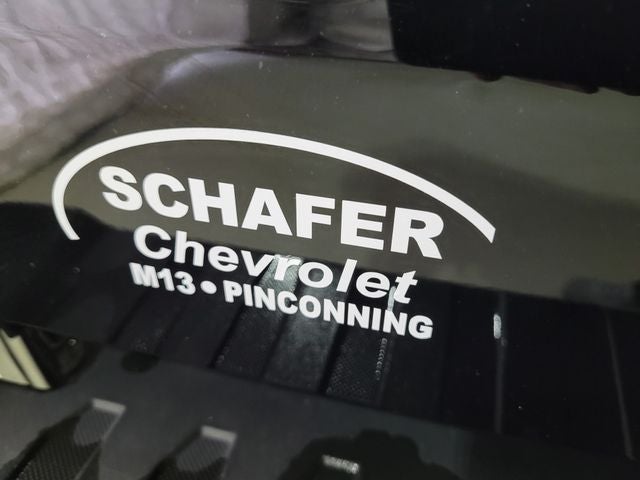 SCHAFER
Chevrolet
M13 • PINCONNING